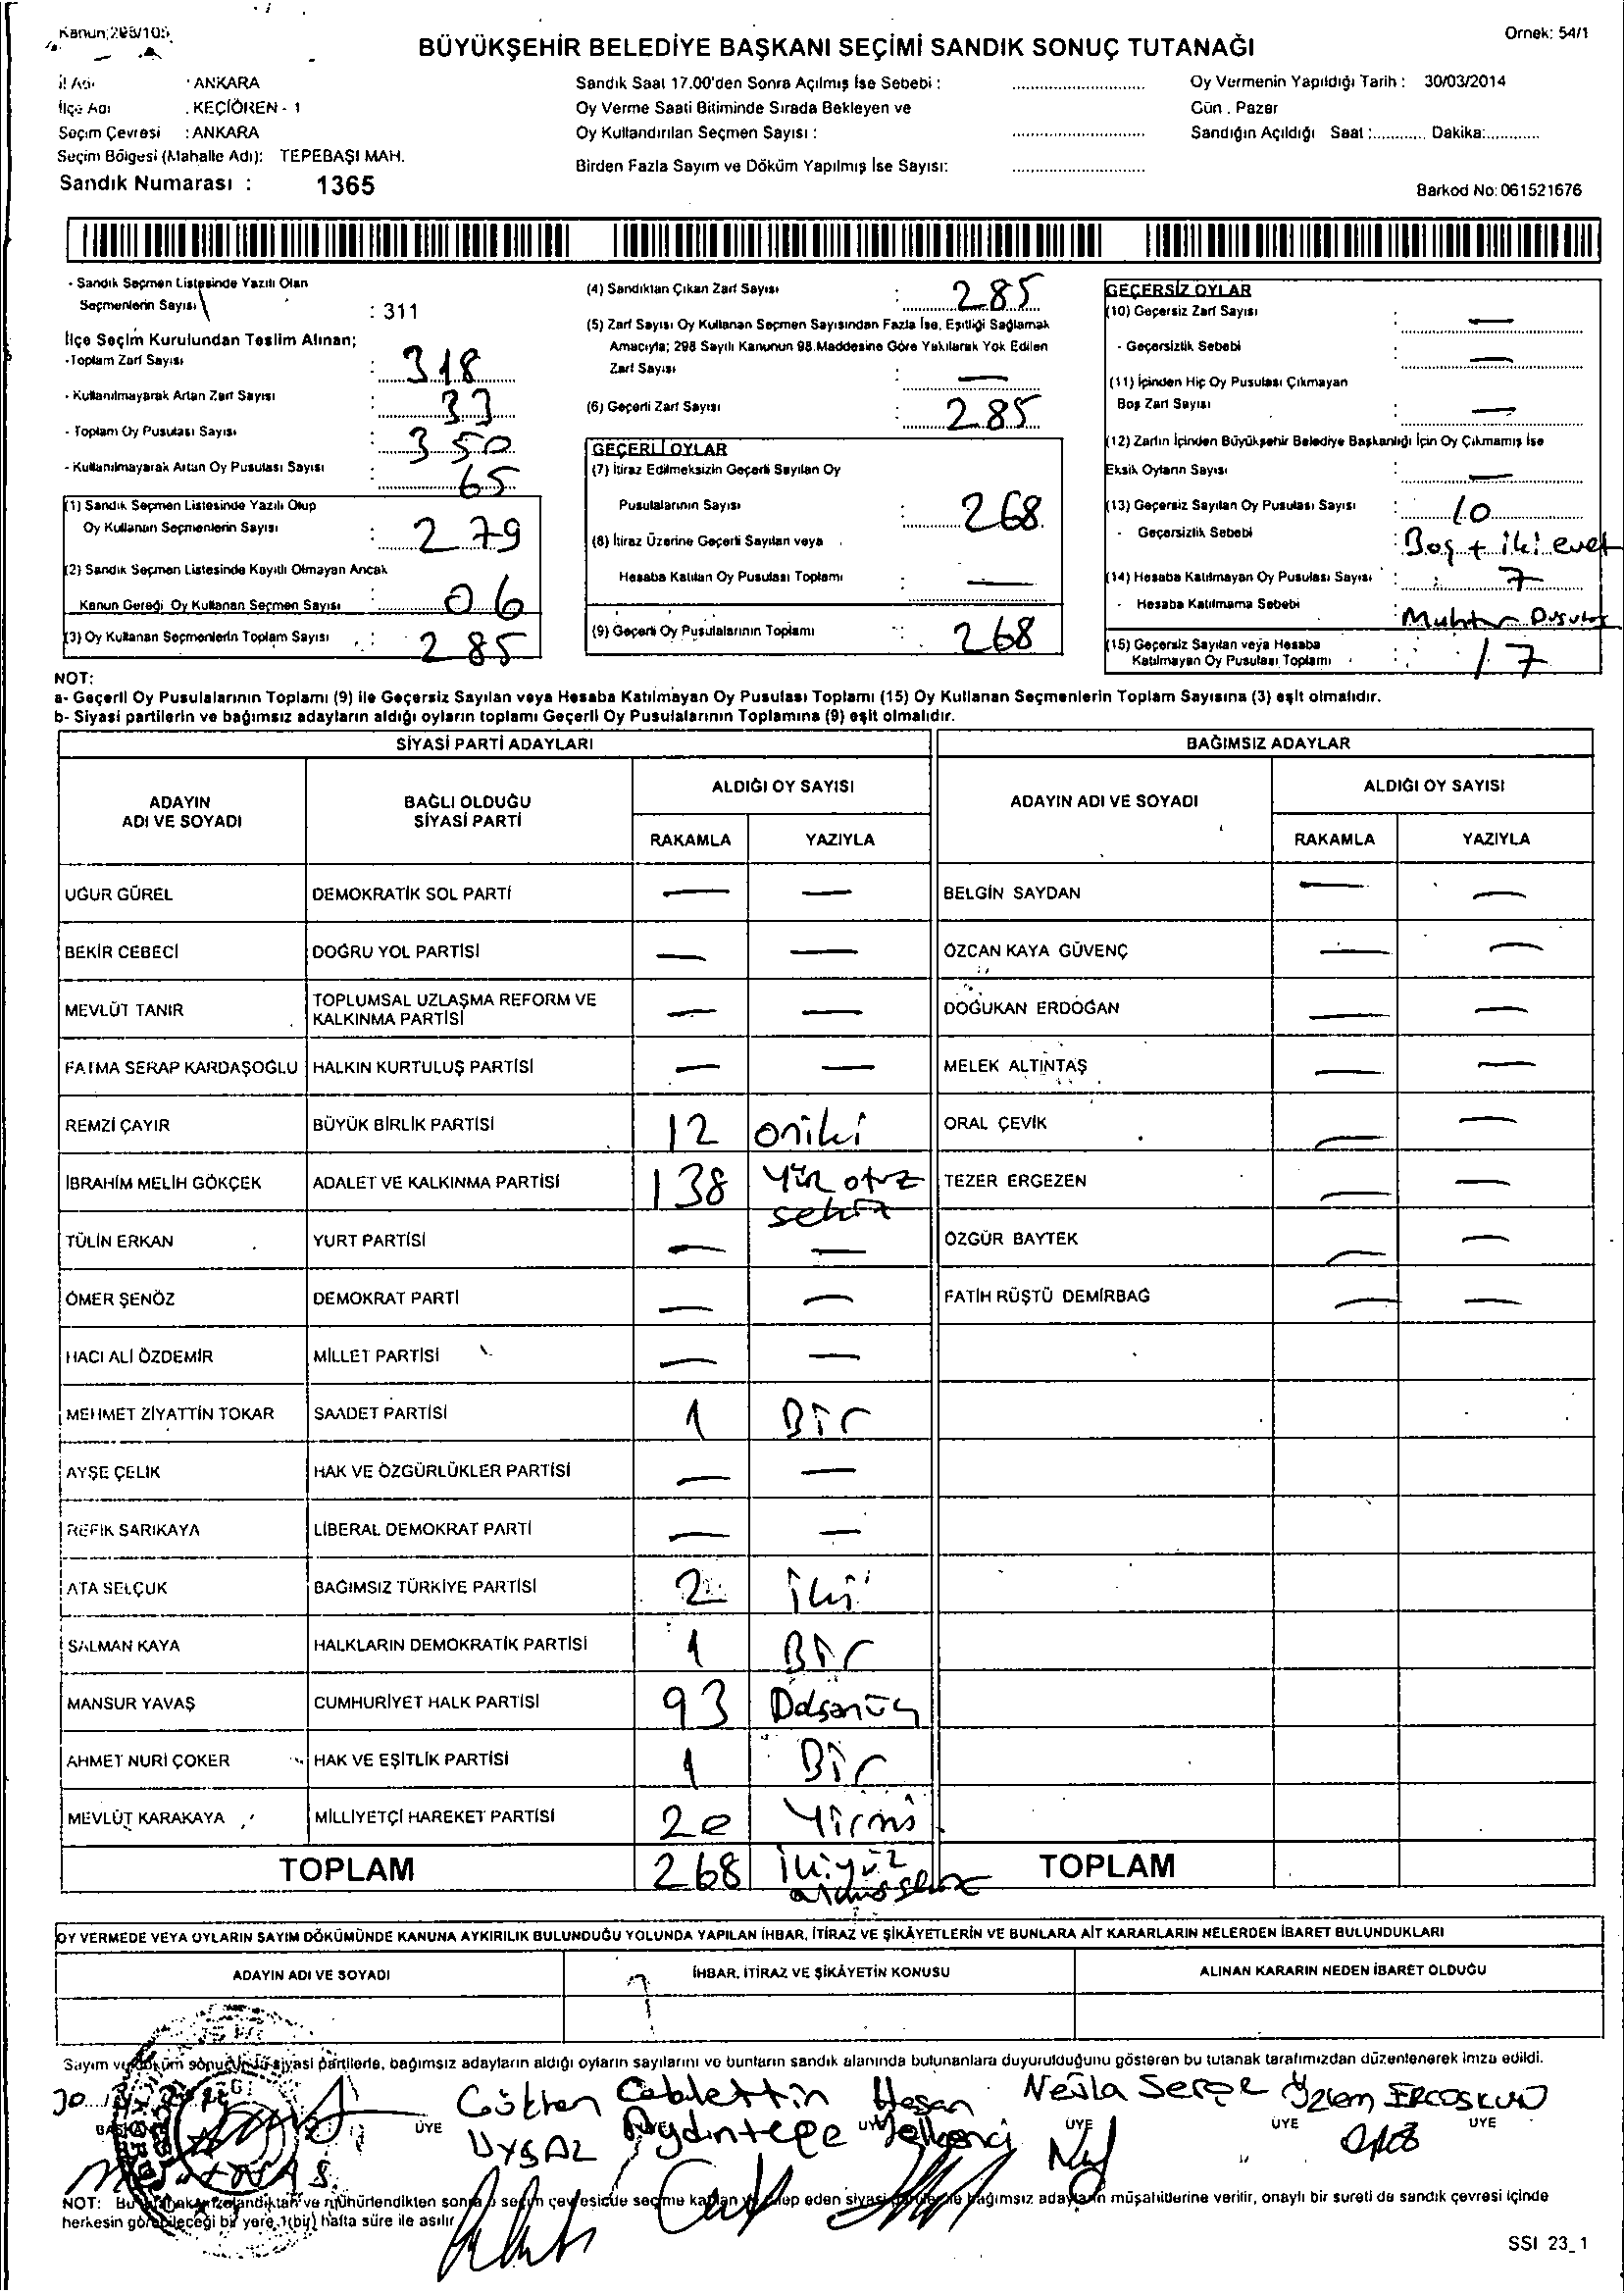 Kanun:298/105
Örnek: 54/1
BÜYÜKŞEHİR BELEDİYE BAŞKANI SEÇİMİ SANDIK SONUÇ TUTANAĞI
İl Adı : ANKARA
İlçe Adı : KEÇİÖREN - 1
Seçim Çevresi : ANKARA
Seçim Bölgesi (Mahalle Adı): TEPEBAŞI MAH.
Sandık Numarası : 1365
Sandık Saat 17.00'den Sonra Açılmış İse Sebebi :
Oy Verme Saati Bitiminde Sırada Bekleyen ve
Oy Kullandırılan Seçmen Sayısı :
Birden Fazla Sayım ve Döküm Yapılmış İse Sayısı:
Oy Vermenin Yapıldığı Tarih : 30/03/2014
Gün : Pazar
Sandığın Açıldığı Saat :............ Dakika:............
Barkod No: 061521676
- Sandık Seçmen Listesinde Yazılı Olan
Seçmenlerin Sayısı : 311
İlçe Seçim Kurulundan Teslim Alınan;
-Toplam Zarf Sayısı : 318
- Kullanılmayarak Artan Zarf Sayısı : 33
- Toplam Oy Pusulası Sayısı : 350
- Kullanılmayarak Artan Oy Pusulası Sayısı : 65
(1) Sandık Seçmen Listesinde Yazılı Olup
Oy Kullanan Seçmenlerin Sayısı : 279
(2) Sandık Seçmen Listesinde Kayıtlı Olmayan Ancak
Kanun Gereği Oy Kullanan Seçmen Sayısı : 06
(3) Oy Kullanan Seçmenlerin Toplam Sayısı : 285
(4) Sandıktan Çıkan Zarf Sayısı : 285
(5) Zarf Sayısı Oy Kullanan Seçmen Sayısından Fazla İse, Eşitliği Sağlamak
Amacıyla; 298 Sayılı Kanunun 98.Maddesine Göre Yakılarak Yok Edilen
Zarf Sayısı : —
(6) Geçerli Zarf Sayısı : 285
GEÇERLİ OYLAR
(7) İtiraz Edilmeksizin Geçerli Sayılan Oy
Pusulalarının Sayısı : 268
(8) İtiraz Üzerine Geçerli Sayılan veya
Hesaba Katılan Oy Pusulası Toplamı : —
(9) Geçerli Oy Pusulalarının Toplamı : 268
GEÇERSİZ OYLAR
(10) Geçersiz Zarf Sayısı : —
- Geçersizlik Sebebi : —
(11) İçinden Hiç Oy Pusulası Çıkmayan
Boş Zarf Sayısı : —
(12) Zarfın İçinden Büyükşehir Belediye Başkanlığı İçin Oy Çıkmamış İse
Eksik Oyların Sayısı : —
(13) Geçersiz Sayılan Oy Pusulası Sayısı : 10
- Geçersizlik Sebebi : Boş + iki evet
(14) Hesaba Katılmayan Oy Pusulası Sayısı : 7
- Hesaba Katılmama Sebebi : Muhtar Pusulası
(15) Geçersiz Sayılan veya Hesaba
Katılmayan Oy Pusulası Toplamı : 17
NOT:
a- Geçerli Oy Pusulalarının Toplamı (9) ile Geçersiz Sayılan veya Hesaba Katılmayan Oy Pusulası Toplamı (15) Oy Kullanan Seçmenlerin Toplam Sayısına (3) eşit olmalıdır.
b- Siyasi partilerin ve bağımsız adayların aldığı oyların toplamı Geçerli Oy Pusulalarının Toplamına (9) eşit olmalıdır.
SİYASİ PARTİ ADAYLARI BAĞIMSIZ ADAYLAR
ADAYIN
ADI VE SOYADI
BAĞLI OLDUĞU
SİYASİ PARTİ
ALDIĞI OY SAYISI
RAKAMLA YAZIYLA
ADAYIN ADI VE SOYADI
ALDIĞI OY SAYISI
RAKAMLA YAZIYLA
UĞUR GÜREL DEMOKRATİK SOL PARTİ — — BELGİN SAYDAN — —
BEKİR CEBECİ DOĞRU YOL PARTİSİ — — ÖZCAN KAYA GÜVENÇ — —
MEVLÜT TANIR TOPLUMSAL UZLAŞMA REFORM VE
KALKINMA PARTİSİ — — DOĞUKAN ERDOĞAN — —
FATMA SERAP KARDAŞOĞLU HALKIN KURTULUŞ PARTİSİ — — MELEK ALTINTAŞ — —
REMZİ ÇAYIR BÜYÜK BİRLİK PARTİSİ 12 oniki ORAL ÇEVİK — —
İBRAHİM MELİH GÖKÇEK ADALET VE KALKINMA PARTİSİ 138 Yüz otuz
sekiz TEZER ERGEZEN — —
TÜLİN ERKAN YURT PARTİSİ — — ÖZGÜR BAYTEK — —
ÖMER ŞENÖZ DEMOKRAT PARTİ — — FATİH RÜŞTÜ DEMİRBAĞ — —
HACI ALİ ÖZDEMİR MİLLET PARTİSİ — —
MEHMET ZİYATTİN TOKAR SAADET PARTİSİ 1 Bir
AYŞE ÇELİK HAK VE ÖZGÜRLÜKLER PARTİSİ — —
REFİK SARIKAYA LİBERAL DEMOKRAT PARTİ — —
ATA SELÇUK BAĞIMSIZ TÜRKİYE PARTİSİ 2 iki
SALMAN KAYA HALKLARIN DEMOKRATİK PARTİSİ 1 Bir
MANSUR YAVAŞ CUMHURİYET HALK PARTİSİ 93 Doksanüç
AHMET NURİ ÇOKER HAK VE EŞİTLİK PARTİSİ 1 Bir
MEVLÜT KARAKAYA MİLLİYETÇİ HAREKET PARTİSİ 20 Yirmi
TOPLAM 268 ikiyüz
altmışsekiz TOPLAM
OY VERMEDE VEYA OYLARIN SAYIM DÖKÜMÜNDE KANUNA AYKIRILIK BULUNDUĞU YOLUNDA YAPILAN İHBAR, İTİRAZ VE ŞİKÂYETLERİN VE BUNLARA AİT KARARLARIN NELERDEN İBARET BULUNDUKLARI
ADAYIN ADI VE SOYADI İHBAR, İTİRAZ VE ŞİKÂYETİN KONUSU ALINAN KARARIN NEDEN İBARET OLDUĞU
Sayım ve döküm sonucunda siyasi partilerle, bağımsız adayların aldığı oyların sayılarını ve bunların sandık alanında bulunanlara duyurulduğunu gösteren bu tutanak tarafımızdan düzenlenerek imza edildi.
Gökten Celalettin Hasan Nesla Serçe Özlem ERCOSKUN
BAŞKAN ÜYE ÜYE ÜYE ÜYE ÜYE
UYSAL Aydıntepe Yelkenci
NOT: Bu tutanak imzalandıktan ve mühürlendikten sonra o seçim çevresinde seçime katılan ve talep eden siyasi partilerle bağımsız adayların müşahitlerine verilir, onaylı bir sureti de sandık çevresi içinde
herkesin görebileceği bir yere 1(bir) hafta süre ile asılır
SSI 23_1